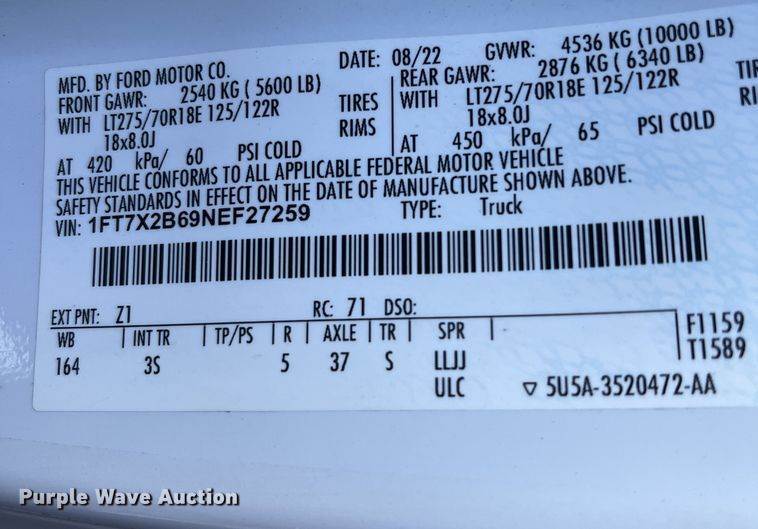 MFD. BY FORD MOTOR CO. DATE: 08/22 GVWR: 4536 KG (10000 LB)
FRONT GAWR: 2540 KG ( 5600 LB) REAR GAWR: 2876 KG ( 6340 LB)
WITH LT275/70R18E 125/122R TIRES WITH LT275/70R18E 125/122R TIR
18x8.0J RIMS 18x8.0J RI
AT 420 kPa/ 60 PSI COLD AT 450 kPa/ 65 PSI COLD
THIS VEHICLE CONFORMS TO ALL APPLICABLE FEDERAL MOTOR VEHICLE
SAFETY STANDARDS IN EFFECT ON THE DATE OF MANUFACTURE SHOWN ABOVE.
VIN: 1FT7X2B69NEF27259 TYPE: Truck
EXT PNT: Z1 RC: 71 DSO:
WB INT TR TP/PS R AXLE TR SPR F1159
164 3S 5 37 S LLJJ T1589
ULC ▽ 5U5A-3520472-AA
Purple Wave Auction